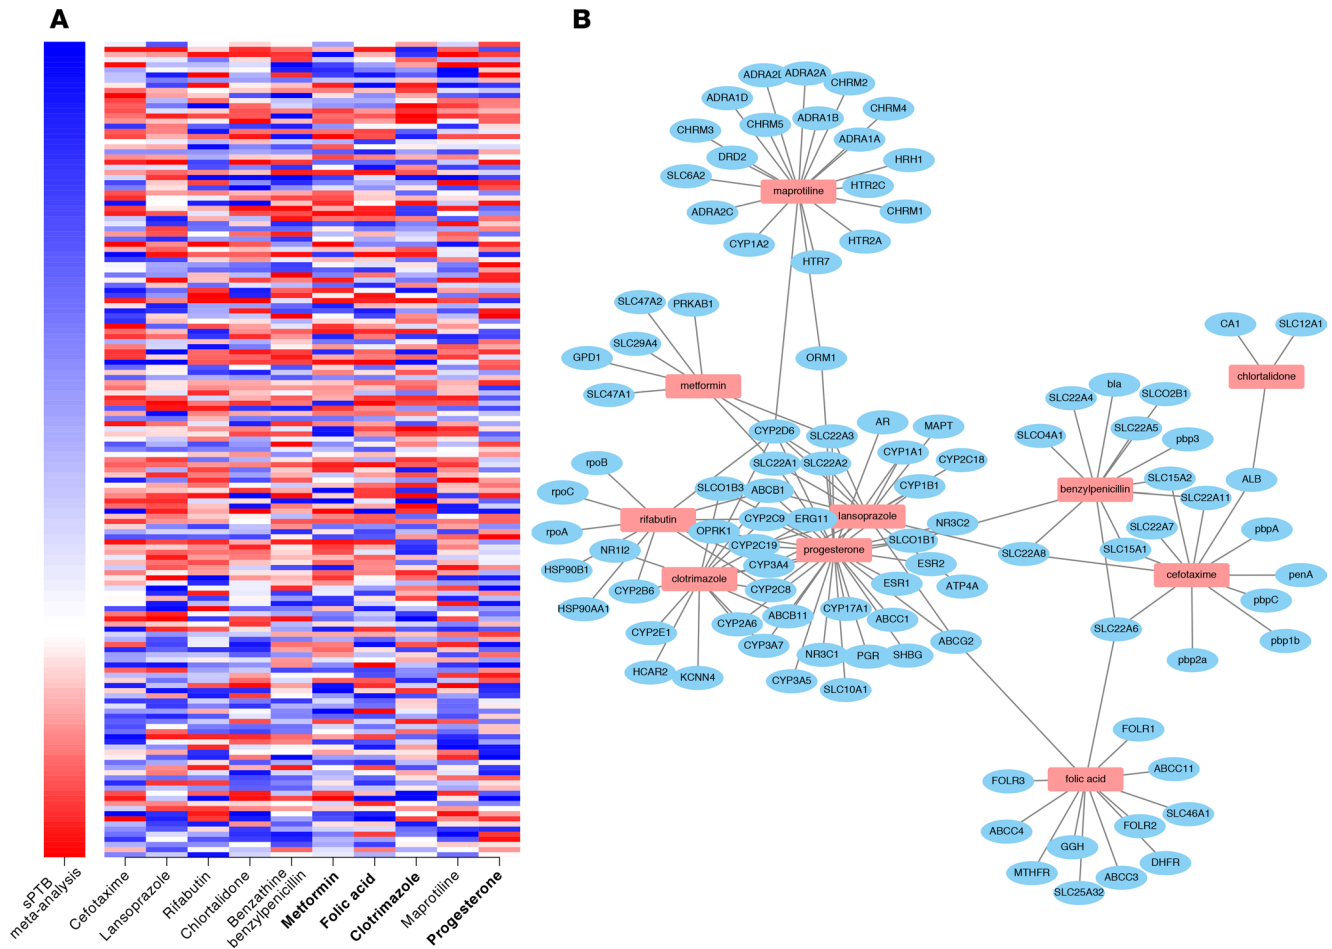 A
B
sPTB
meta-analysis
Cefotaxime
Lansoprazole
Rifabutin
Chlortalidone
Benzathine
benzylpenicillin
Metformin
Folic acid
Clotrimazole
Maprotiline
Progesterone
ADRA2A
CHRM2
ADRA1D
CHRM4
CHRM5
ADRA1B
CHRM3
ADRA1A
DRD2
HRH1
SLC6A2
HTR2C
maprotiline
ADRA2C
CHRM1
CYP1A2
HTR2A
HTR7
SLC47A2
PRKAB1
SLC29A4
GPD1
ORM1
metformin
SLC47A1
CA1
SLC12A1
chlortalidone
bla
SLC22A4
SLCO2B1
SLC22A5
SLCO4A1
pbp3
AR
MAPT
CYP2D6
SLC22A3
CYP1A1
CYP2C18
SLC22A1
SLC22A2
CYP1B1
rpoB
rpoC
SLCO1B3
ABCB1
SLC15A2
ALB
benzylpenicillin
SLC22A11
rifabutin
CYP2C9
ERG11
lansoprazole
NR3C2
rpoA
OPRK1
SLCO1B1
SLC22A7
pbpA
CYP2C19
progesterone
NR1I2
SLC22A8
SLC15A1
HSP90B1
CYP3A4
ESR2
clotrimazole
cefotaxime
penA
CYP2B6
CYP2C8
ESR1
ATP4A
HSP90AA1
ABCB11
CYP17A1
ABCC1
pbpC
CYP2E1
CYP2A6
ABCG2
SLC22A6
pbp1b
CYP3A7
NR3C1
PGR
SHBG
pbp2a
HCAR2
KCNN4
CYP3A5
SLC10A1
FOLR1
FOLR3
folic acid
ABCC11
SLC46A1
ABCC4
FOLR2
GGH
DHFR
MTHFR
ABCC3
SLC25A32